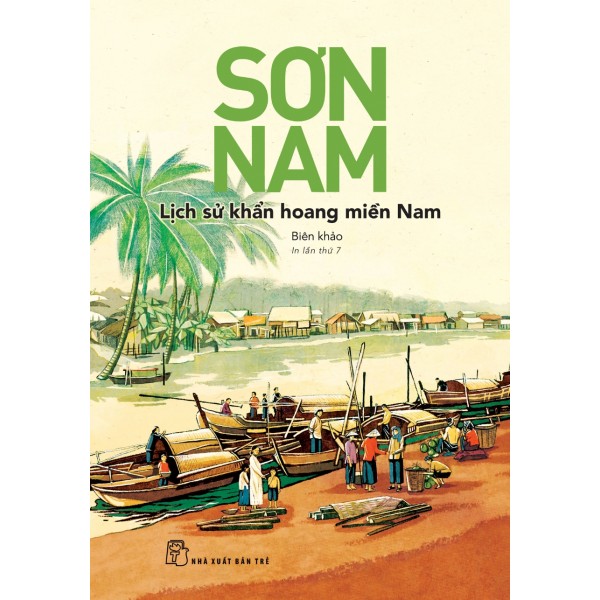 SƠN
NAM
Lịch sử khẩn hoang miền Nam
Biên khảo
In lần thứ 7
NHÀ XUẤT BẢN TRẺ